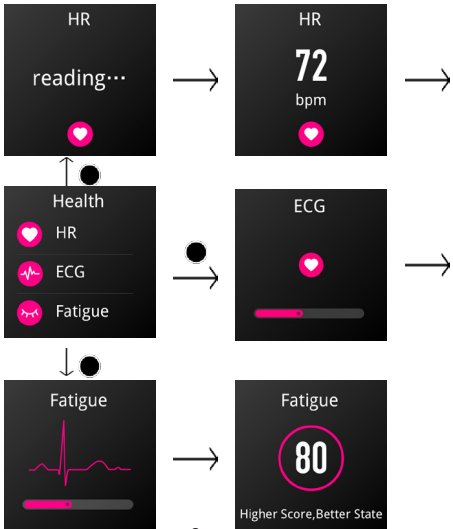 HR
reading···
HR
72
bpm
Health
HR
ECG
Fatigue
ECG
Fatigue
Fatigue
80
Higher Score,Better State